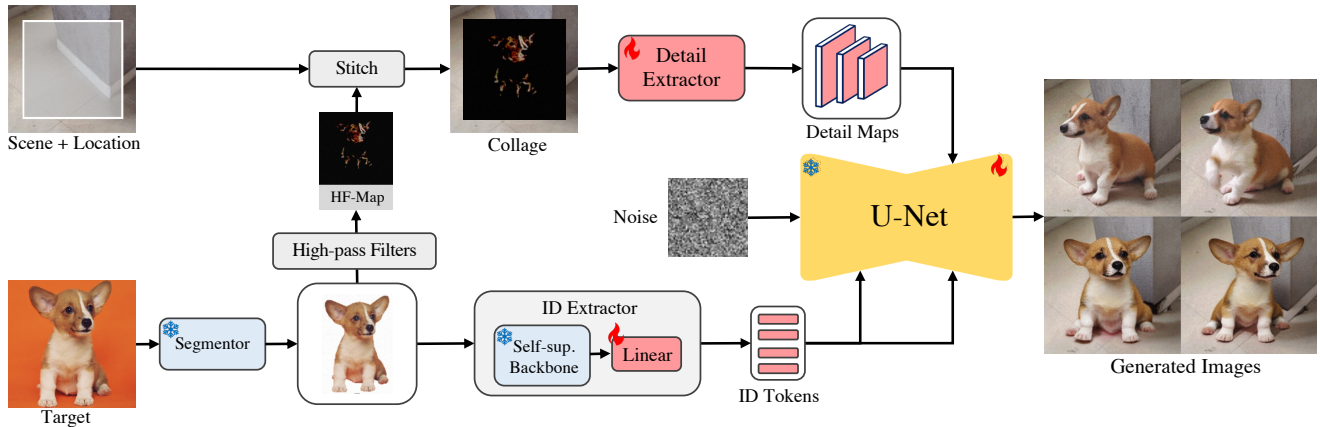 Scene + Location
Stitch
HF-Map
Collage
Detail
Extractor
Detail Maps
Noise
U-Net
Generated Images
High-pass Filters
Target
Segmentor
ID Extractor
Self-sup.
Backbone
Linear
ID Tokens